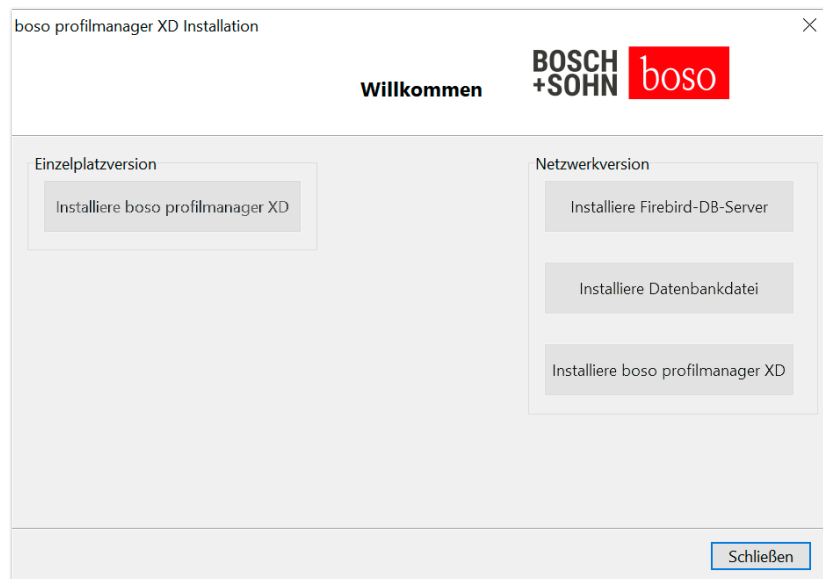 boso profilmanager XD Installation
Willkommen
BOSCH
+SOHN
boso
Einzelplatzversion
Installiere boso profilmanager XD
Netzwerkversion
Installiere Firebird-DB-Server
Installiere Datenbankdatei
Installiere boso profilmanager XD
Schließen